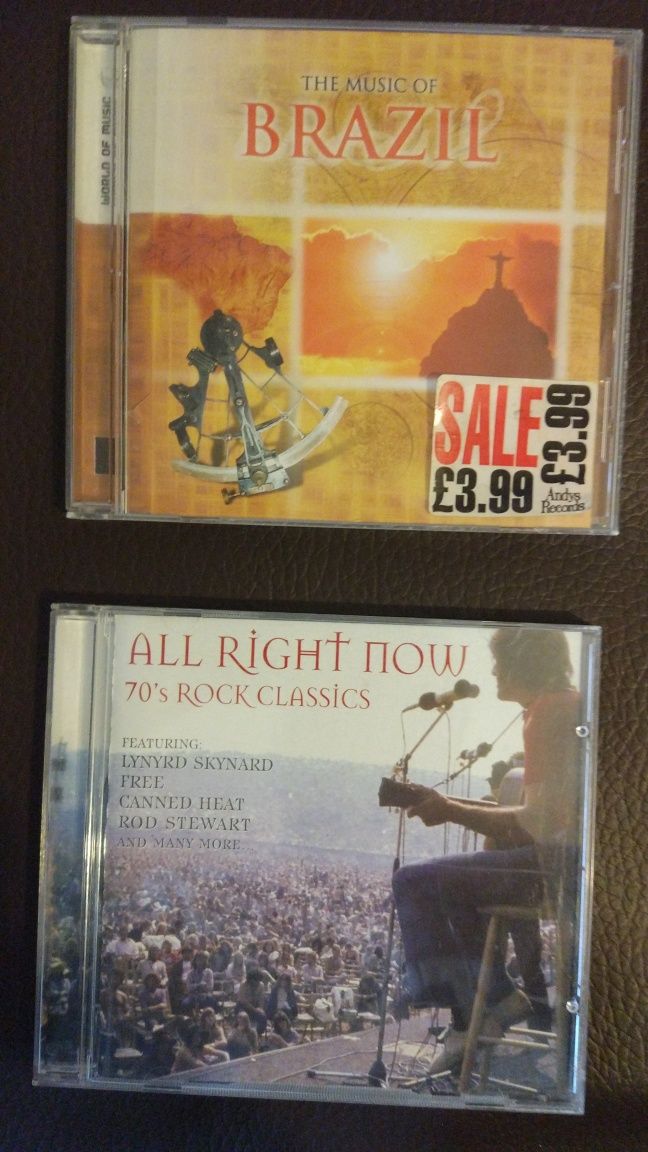 WORLD OF MUSIC
THE MUSIC OF
BRAZIL
SALE
£3.99
£3.99
Andys
Records
ALL RIGHT NOW
70's ROCK CLASSICS
FEATURING:
LYNYRD SKYNARD
FREE
CANNED HEAT
ROD STEWART
AND MANY MORE...